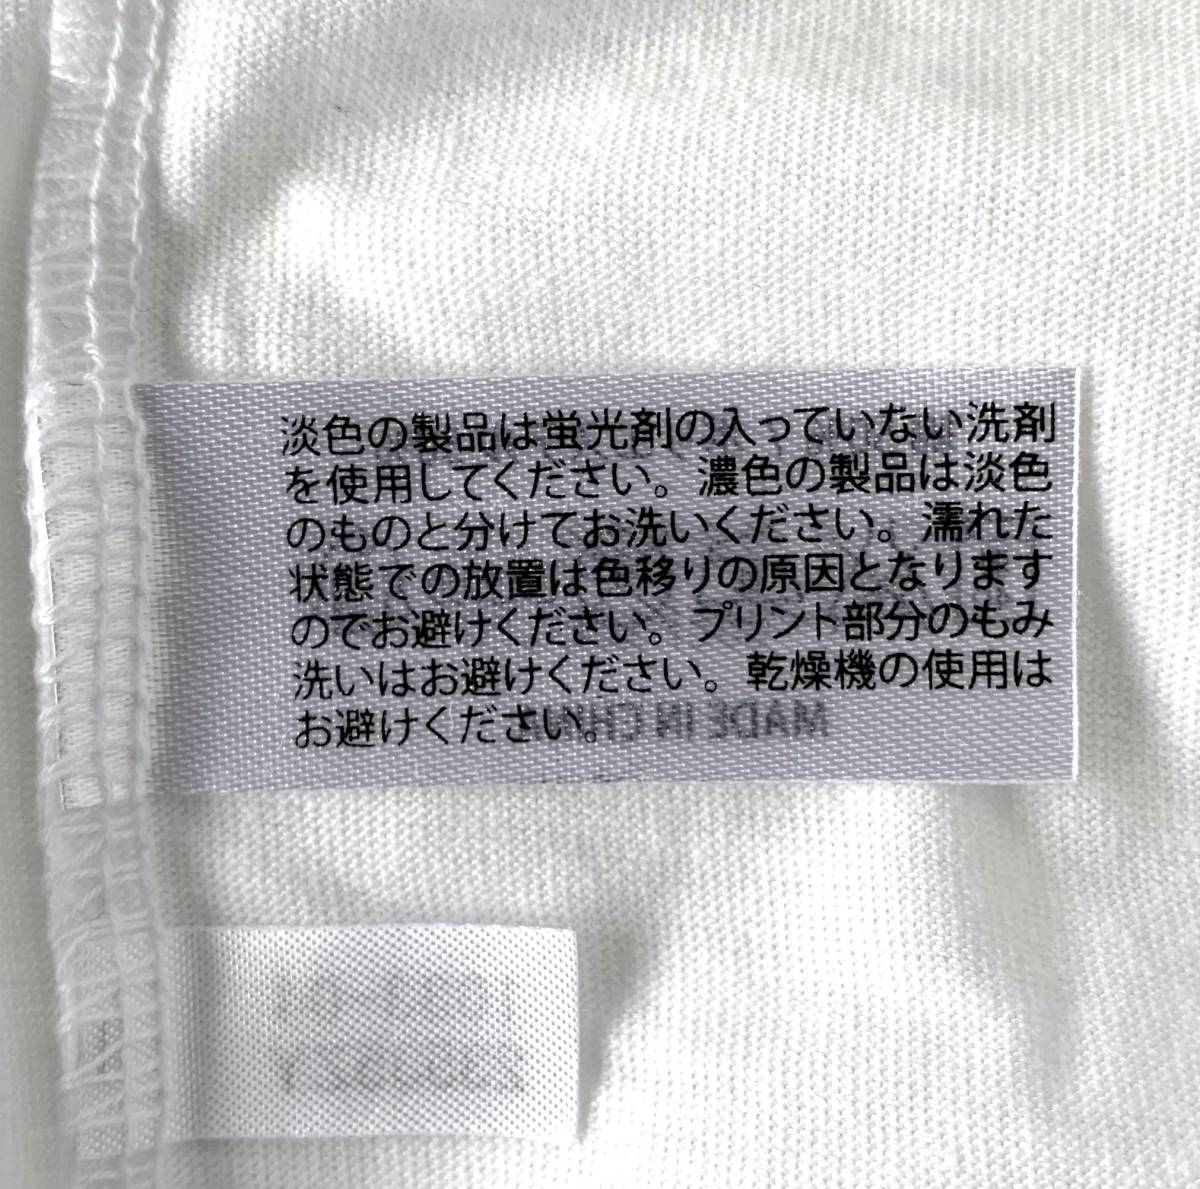 淡色の製品は蛍光剤の入っていない洗剤
を使用してください。濃色の製品は淡色
のものと分けてお洗いください。濡れた
状態での放置は色移りの原因となります
のでお避けください。プリント部分のもみ
洗いはお避けください。乾燥機の使用は
お避けください。
MADE IN CHINA